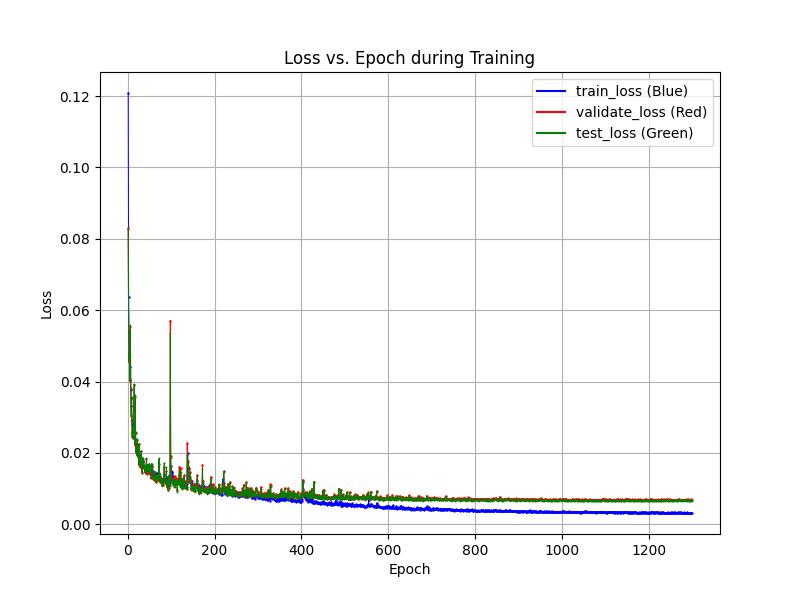 Loss vs. Epoch during Training
train_loss (Blue)
validate_loss (Red)
test_loss (Green)
0.12
0.10
0.08
0.06
0.04
0.02
0.00
Loss
0 200 400 600 800 1000 1200
Epoch